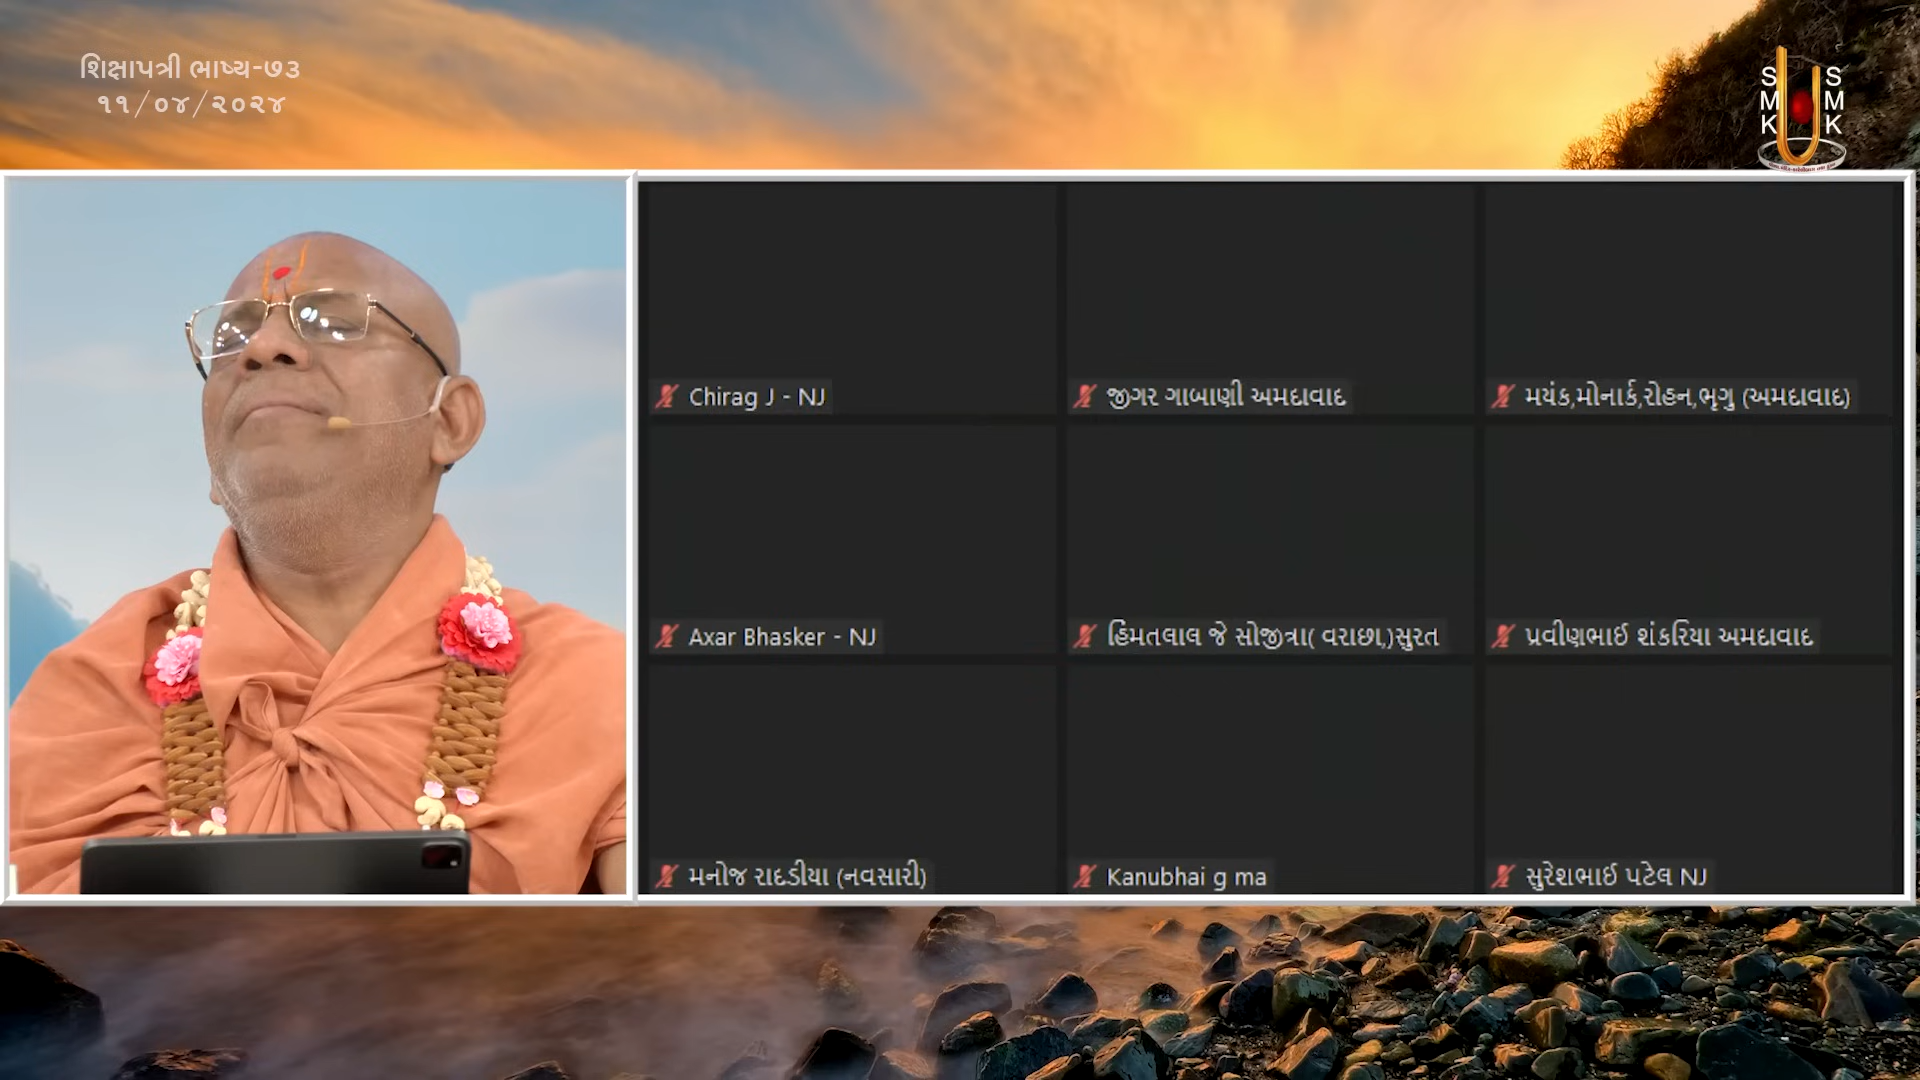 શિક્ષાપત્રી ભાષ્ય-૭૩
૧૧/૦૪/૨૦૨૪
S S
M M
K K
Chirag J - NJ
જીગર ગાબાણી અમદાવાદ
મયંક,મોનાર્ક,રોહન,ભૃગુ (અમદાવાદ)
Axar Bhasker - NJ
હિંમતલાલ જે સોજીત્રા( વરાછા,)સુરત
પ્રવીણભાઈ શંકરિયા અમદાવાદ
મનોજ રાદડીયા (નવસારી)
Kanubhai g ma
સુરેશભાઈ પટેલ NJ